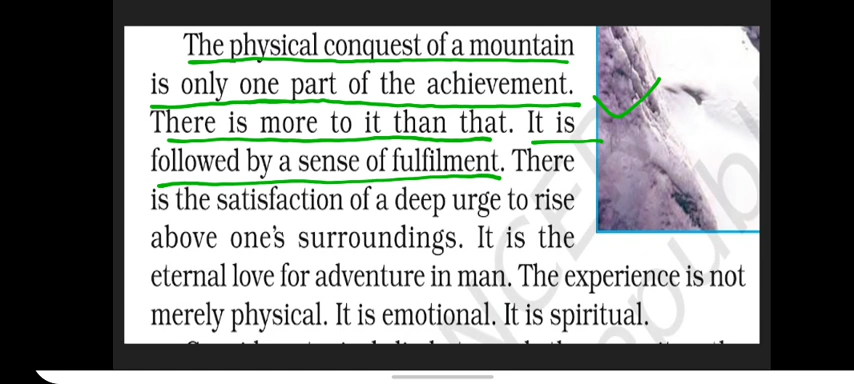 The physical conquest of a mountain
is only one part of the achievement.
There is more to it than that. It is
followed by a sense of fulfilment. There
is the satisfaction of a deep urge to rise
above one's surroundings. It is the
eternal love for adventure in man. The experience is not
merely physical. It is emotional. It is spiritual.